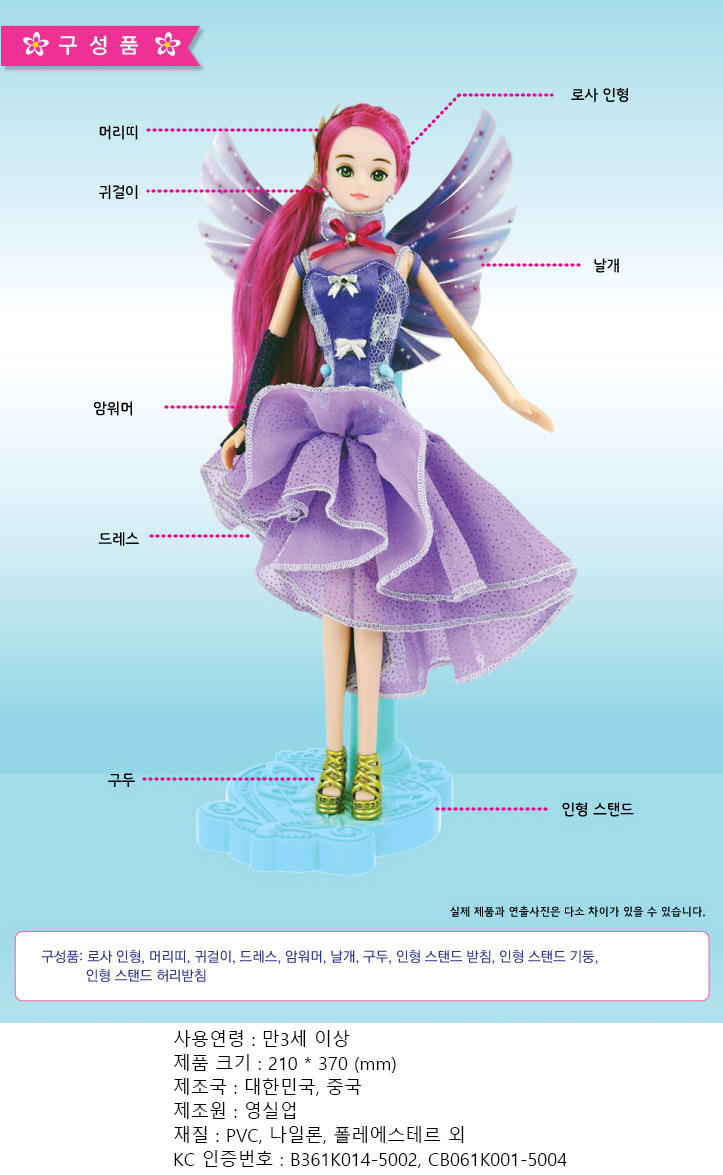 구성품
로사 인형
머리띠
귀걸이
날개
암워머
드레스
구두
인형 스탠드
실제 제품과 연출사진은 다소 차이가 있을 수 있습니다.
구성품: 로사 인형, 머리띠, 귀걸이, 드레스, 암워머, 날개, 구두, 인형 스탠드 받침, 인형 스탠드 기둥,
인형 스탠드 허리받침
사용연령 : 만3세 이상
제품 크기 : 210 * 370 (mm)
제조국 : 대한민국, 중국
제조원 : 영실업
재질 : PVC, 나일론, 폴레에스테르 외
KC 인증번호 : B361K014-5002, CB061K001-5004